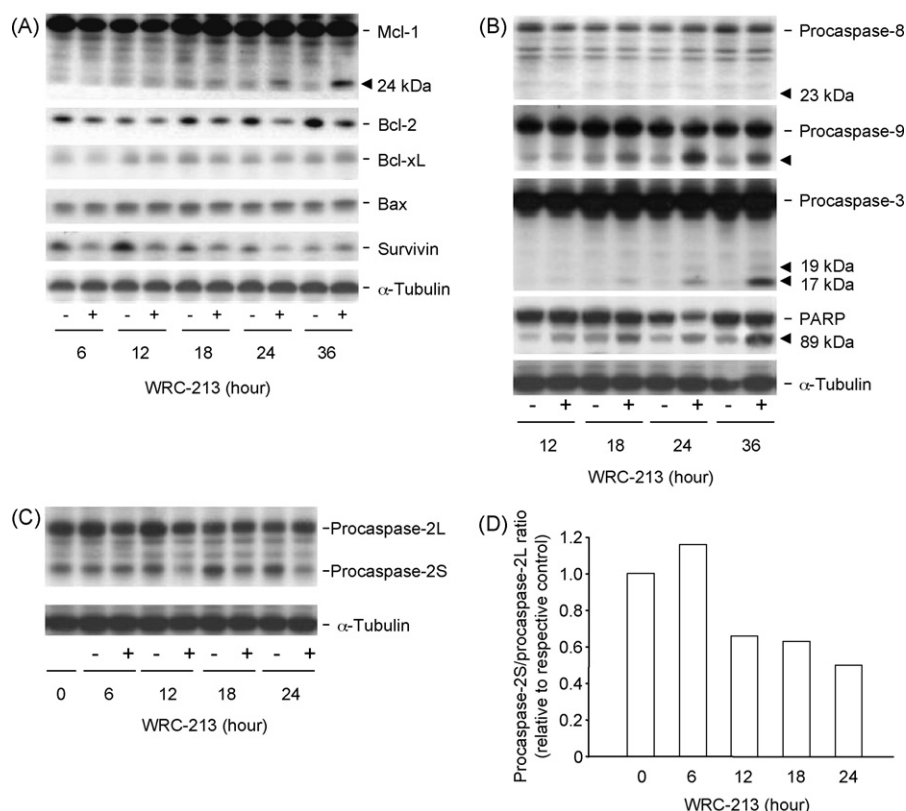 (A)
Mcl-1
24 kDa
Bcl-2
Bcl-xL
Bax
Survivin
α-Tubulin
- + - + - + - + - +
6 12 18 24 36
WRC-213 (hour)
(B)
Procaspase-8
23 kDa
Procaspase-9
Procaspase-3
19 kDa
17 kDa
PARP
89 kDa
α-Tubulin
- + - + - + - +
12 18 24 36
WRC-213 (hour)
(C)
Procaspase-2L
Procaspase-2S
α-Tubulin
- + - + - + - +
0 6 12 18 24
WRC-213 (hour)
(D)
Procaspase-2S/procaspase-2L ratio
(relative to respective control)
1.2
1.0
0.8
0.6
0.4
0.2
0
0 6 12 18 24
WRC-213 (hour)